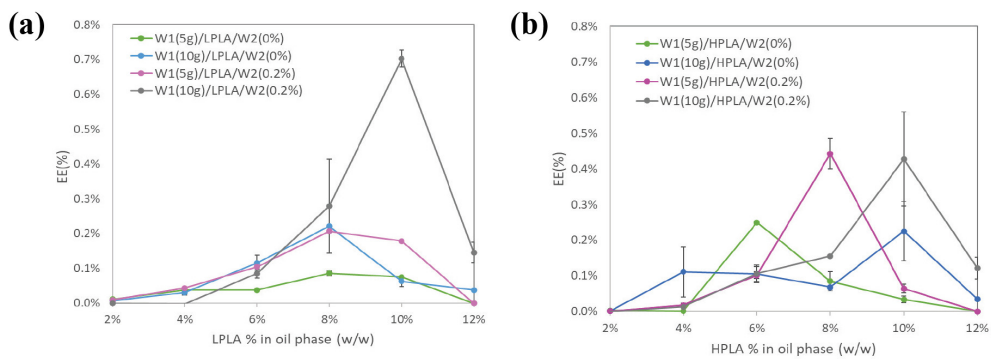 (a)
0.8%
0.7%
0.6%
0.5%
0.4%
0.3%
0.2%
0.1%
0.0%
EE(%)
W1(5g)/LPLA/W2(0%)
W1(10g)/LPLA/W2(0%)
W1(5g)/LPLA/W2(0.2%)
W1(10g)/LPLA/W2(0.2%)
2% 4% 6% 8% 10% 12%
LPLA % in oil phase (w/w)
(b)
0.8%
0.7%
0.6%
0.5%
0.4%
0.3%
0.2%
0.1%
0.0%
EE(%)
W1(5g)/HPLA/W2(0%)
W1(10g)/HPLA/W2(0%)
W1(5g)/HPLA/W2(0.2%)
W1(10g)/HPLA/W2(0.2%)
2% 4% 6% 8% 10% 12%
HPLA % in oil phase (w/w)